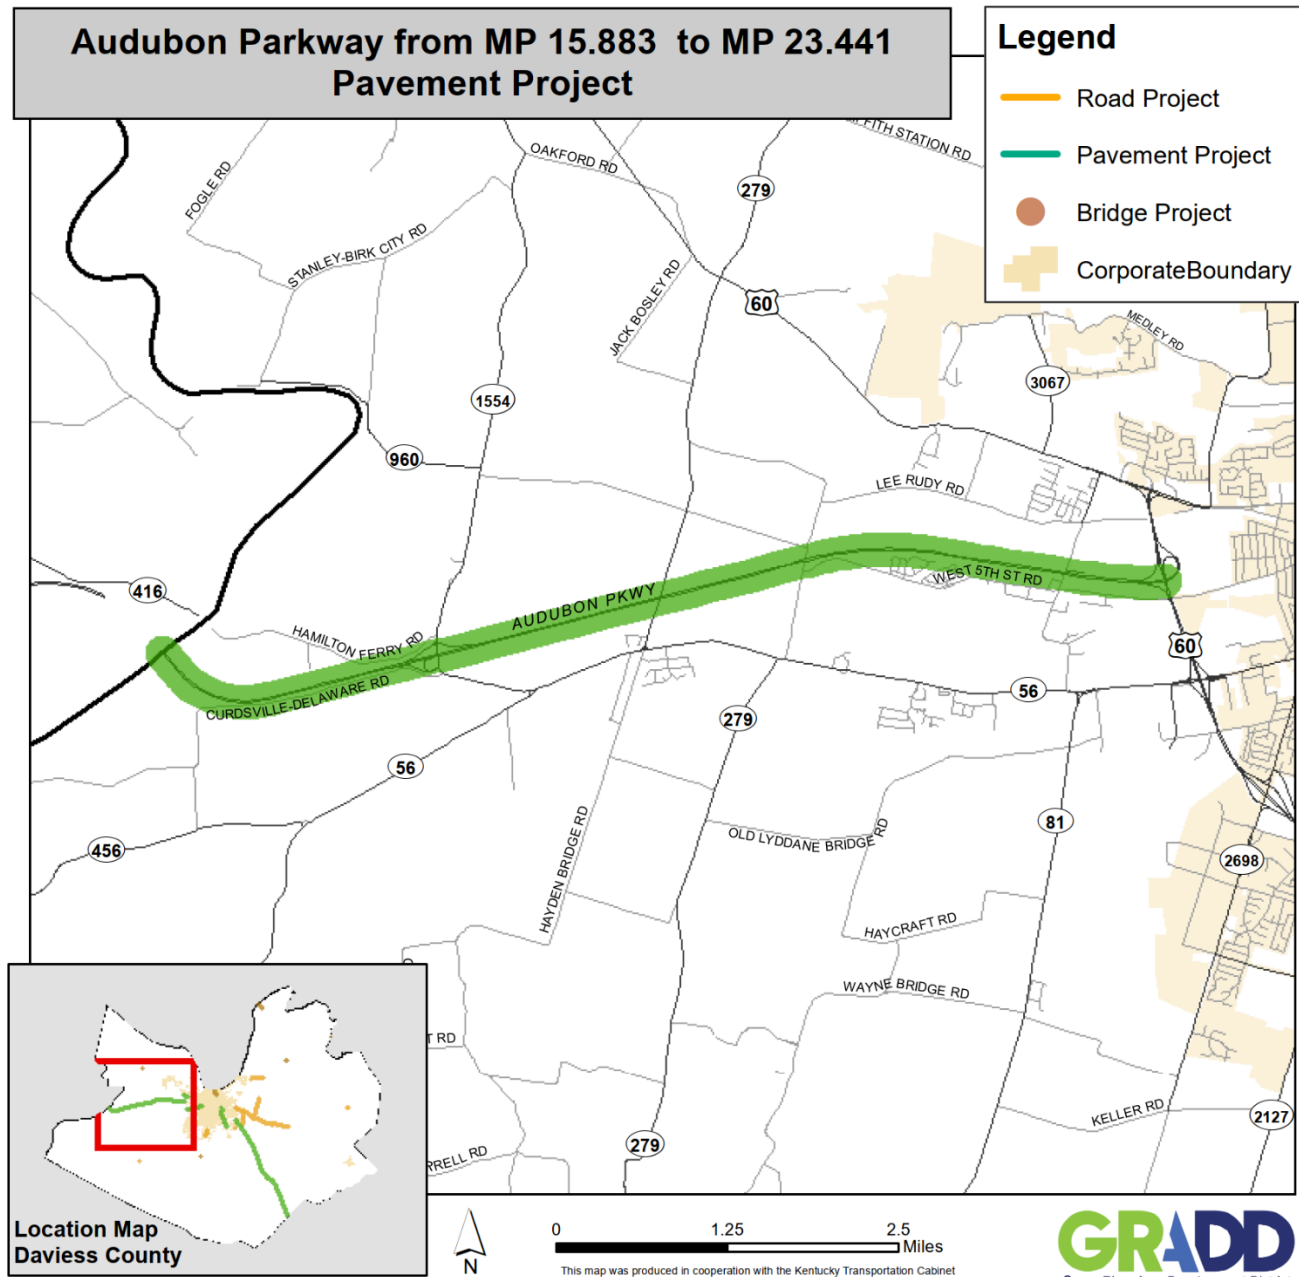 Audubon Parkway from MP 15.883 to MP 23.441
Pavement Project
Legend
Road Project
Pavement Project
Bridge Project
CorporateBoundary
STATION RD
OAKFORD RD
279
FOGLE RD
STANLEY-BIRK CITY RD
JACK BOSLEY RD
60
MEDLEY RD
3067
1554
960
LEE RUDY RD
416
WEST 5TH ST RD
AUDUBON PKWY
HAMILTON FERRY RD
60
CURDSVILLE-DELAWARE RD
56
279
56
81
OLD LYDDANE BRIDGE RD
456
2698
HAYDEN BRIDGE RD
HAYCRAFT RD
WAYNE BRIDGE RD
T RD
KELLER RD
2127
279
RRELL RD
Location Map
Daviess County
N
0 1.25 2.5
Miles
This map was produced in cooperation with the Kentucky Transportation Cabinet
GRADD